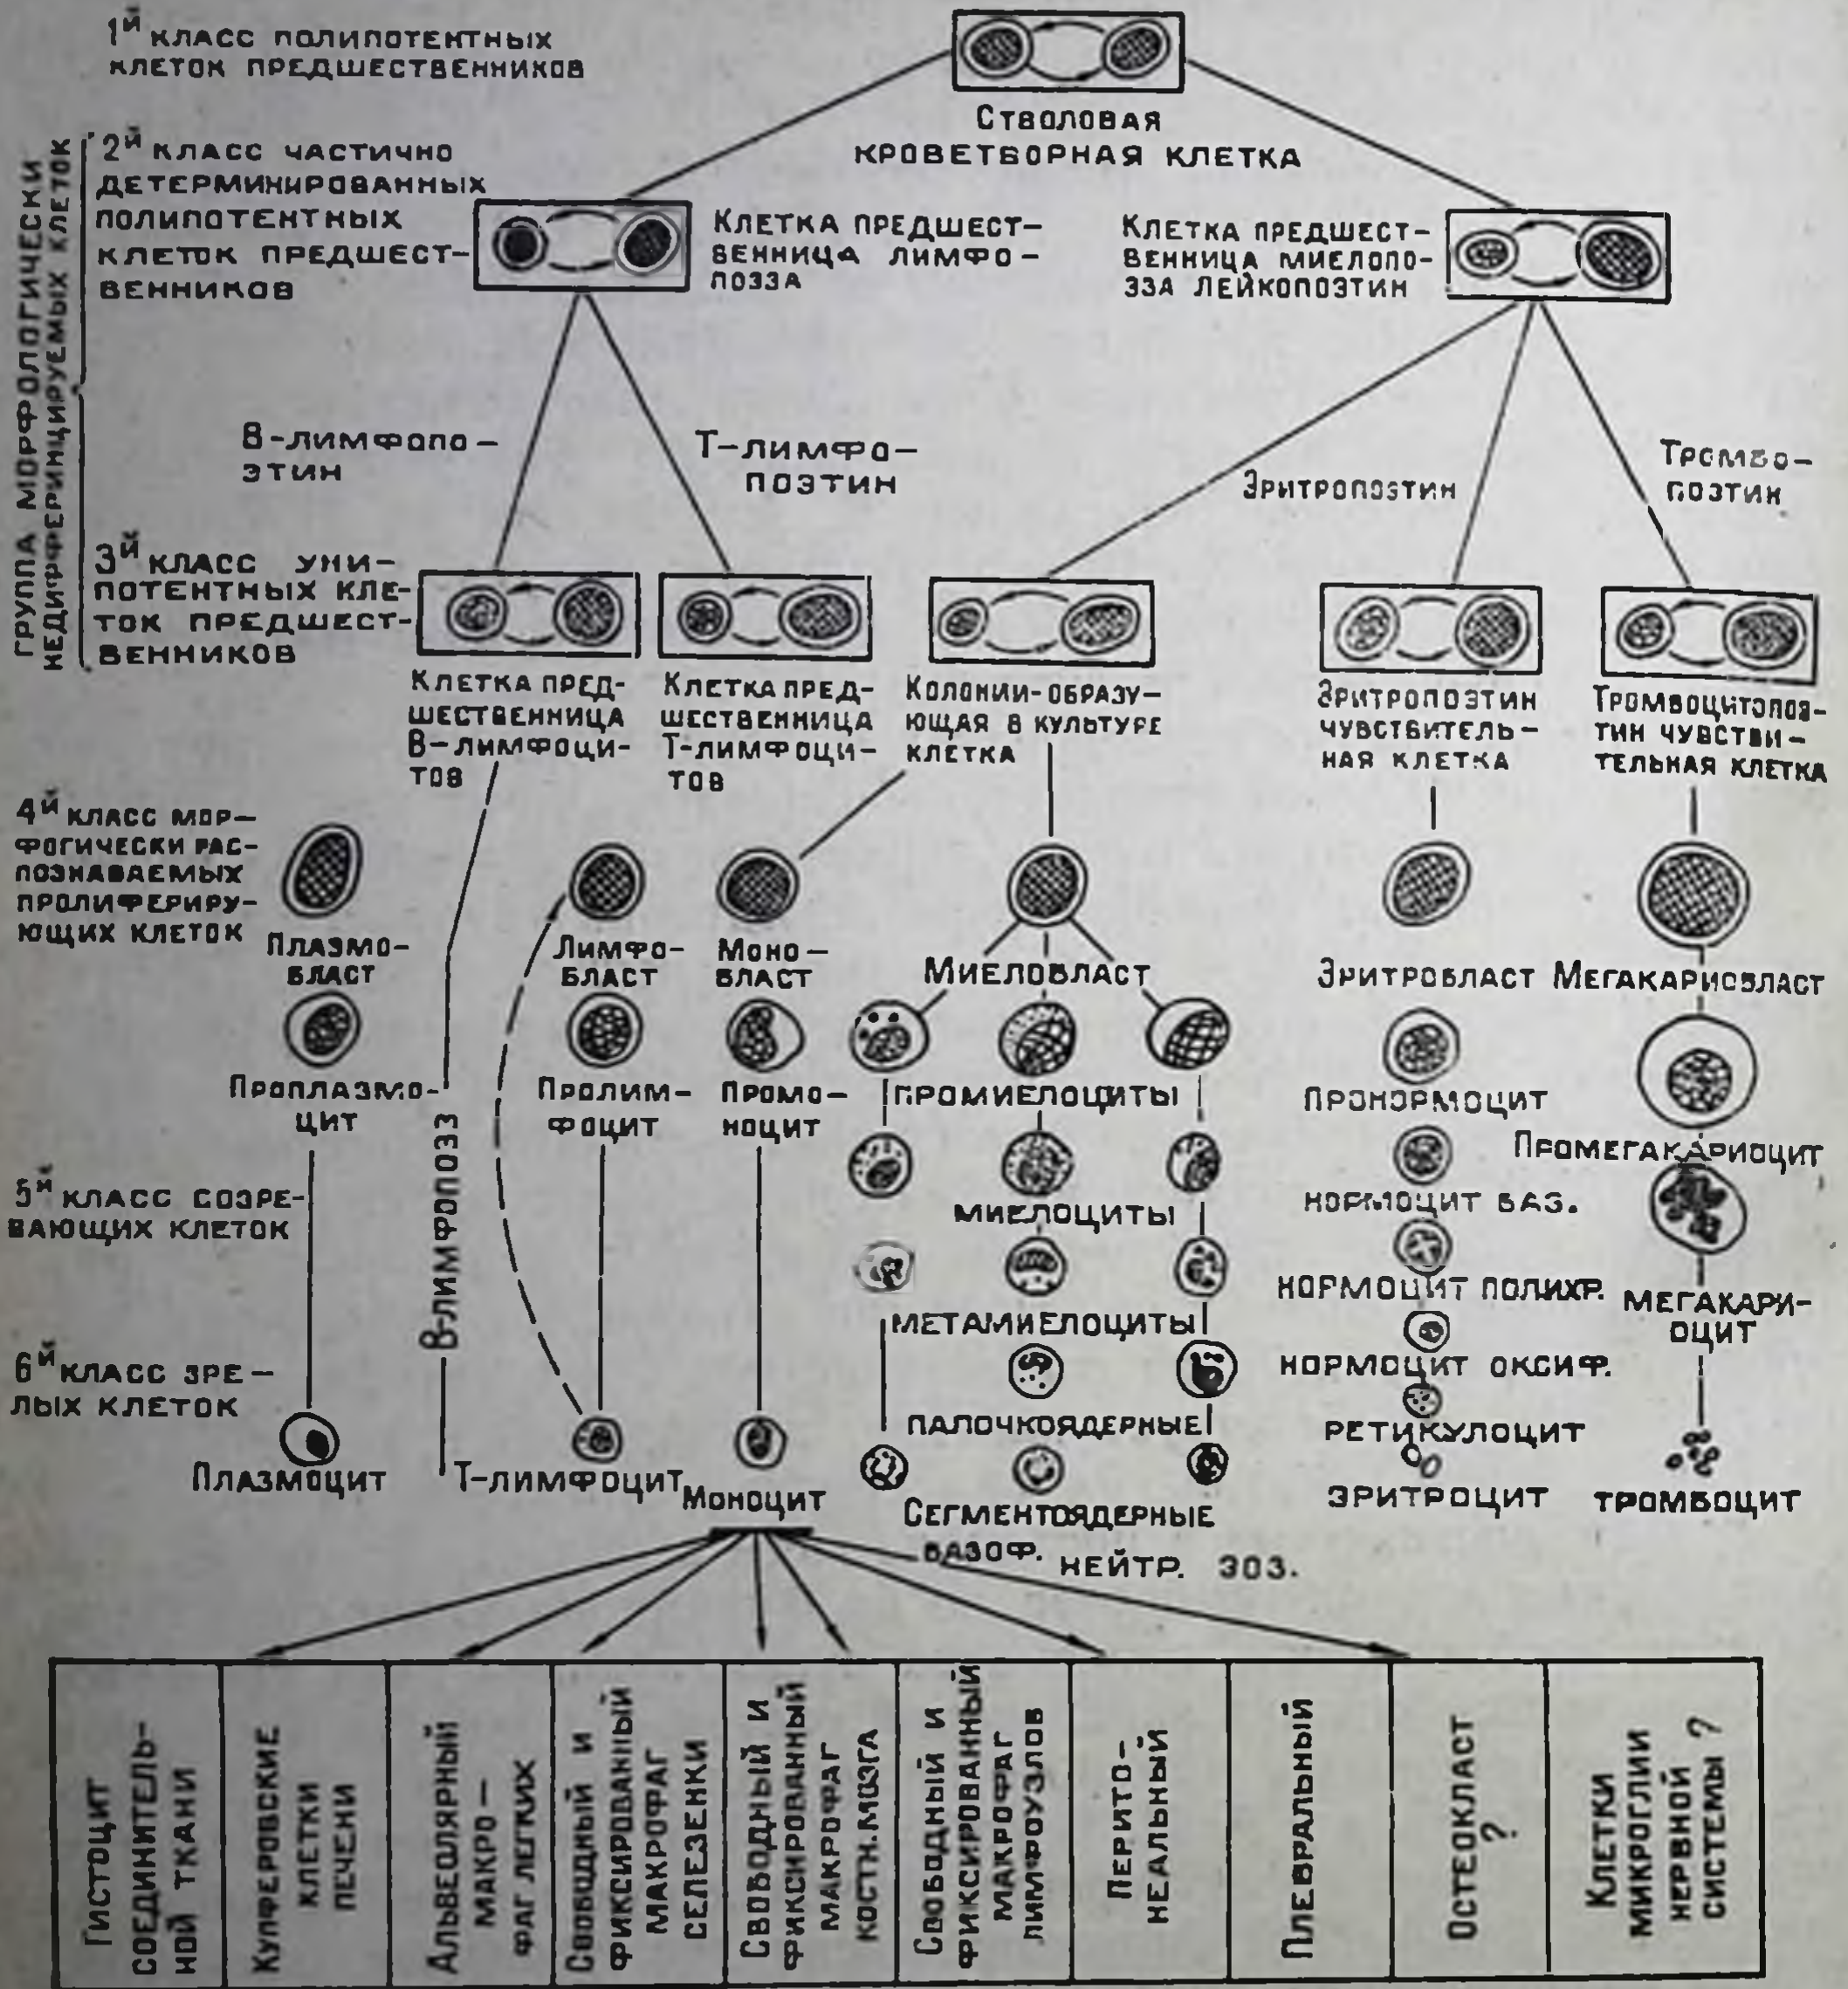 1й КЛАСС ПОЛИПОТЕНТНЫХ
КЛЕТОК ПРЕДШЕСТВЕННИКОВ
СТВОЛОВАЯ
КРОВЕТВОРНАЯ КЛЕТКА
ГРУППА МОРФОЛОГИЧЕСКИ
НЕДИФФЕРИНЦИРУЕМЫХ КЛЕТОК
2й КЛАСС ЧАСТИЧНО
ДЕТЕРМИНИРОВАННЫХ
ПОЛИПОТЕНТНЫХ
КЛЕТОК ПРЕДШЕСТ-
ВЕННИКОВ
КЛЕТКА ПРЕДШЕСТ-
ВЕННИЦА ЛИМФО-
ПОЭЗА
КЛЕТКА ПРЕДШЕСТ-
ВЕННИЦА МИЕЛОПО-
ЭЗА ЛЕЙКОПОЭТИН
В-ЛИМФОПО-
ЭТИН
Т-ЛИМФО-
ПОЭТИН
ЭРИТРОПОЭТИН
ТРОМБО-
ПОЭТИН
3й КЛАСС УНИ-
ПОТЕНТНЫХ КЛЕ-
ТОК ПРЕДШЕСТ-
ВЕННИКОВ
КЛЕТКА ПРЕД-
ШЕСТВЕННИЦА
В-ЛИМФОЦИ-
ТОВ
КЛЕТКА ПРЕД-
ШЕСТВЕННИЦА
Т-ЛИМФОЦИ-
ТОВ
КОЛОНИИ-ОБРАЗУ-
ЮЩАЯ В КУЛЬТУРЕ
КЛЕТКА
ЭРИТРОПОЭТИН
ЧУВСТВИТЕЛЬ-
НАЯ КЛЕТКА
ТРОМБОЦИТОПОЭ-
ТИН ЧУВСТВИ-
ТЕЛЬНАЯ КЛЕТКА
4й КЛАСС МОР-
ФОГИЧЕСКИ РАС-
ПОЗНАВАЕМЫХ
ПРОЛИФЕРИРУ-
ЮЩИХ КЛЕТОК
ПЛАЗМО-
БЛАСТ
ЛИМФО-
БЛАСТ
МОНО-
БЛАСТ
МИЕЛОБЛАСТ
ЭРИТРОБЛАСТ
МЕГАКАРИОБЛАСТ
ПРОПЛАЗМО-
ЦИТ
ПРОЛИМ-
ФОЦИТ
ПРОМО-
НОЦИТ
ПРОМИЕЛОЦИТЫ
ПРОНОРМОЦИТ
ПРОМЕГАКАРИОЦИТ
В-ЛИМФОПОЭЗ
5й КЛАСС СОЗРЕ-
ВАЮЩИХ КЛЕТОК
МИЕЛОЦИТЫ
НОРМОЦИТ БАЗ.
НОРМОЦИТ ПОЛИХР.
МЕГАКАРИ-
ОЦИТ
МЕТАМИЕЛОЦИТЫ
НОРМОЦИТ ОКСИФ.
6й КЛАСС ЗРЕ-
ЛЫХ КЛЕТОК
ПАЛОЧКОЯДЕРНЫЕ
РЕТИКУЛОЦИТ
ПЛАЗМОЦИТ
Т-ЛИМФОЦИТ
МОНОЦИТ
СЕГМЕНТОЯДЕРНЫЕ
БАЗОФ. НЕЙТР. ЭОЗ.
ЭРИТРОЦИТ
ТРОМБОЦИТ
ГИСТОЦИТ
СОЕДИНИТЕЛЬ-
НОЙ ТКАНИ
КУПФЕРОВСКИЕ
КЛЕТКИ
ПЕЧЕНИ
АЛЬВЕОЛЯРНЫЙ
МАКРО-
ФАГ ЛЕГКИХ
СВОБОДНЫЙ И
ФИКСИРОВАННЫЙ
МАКРОФАГ
СЕЛЕЗЕНКИ
СВОБОДНЫЙ И
ФИКСИРОВАННЫЙ
МАКРОФАГ
КОСТН.МОЗГА
СВОБОДНЫЙ И
ФИКСИРОВАННЫЙ
МАКРОФАГ
ЛИМФОУЗЛОВ
ПЕРИТО-
НЕАЛЬНЫЙ
ПЛЕВРАЛЬНЫЙ
ОСТЕОКЛАСТ
?
КЛЕТКИ
МИКРОГЛИИ
НЕРВНОЙ
СИСТЕМЫ ?